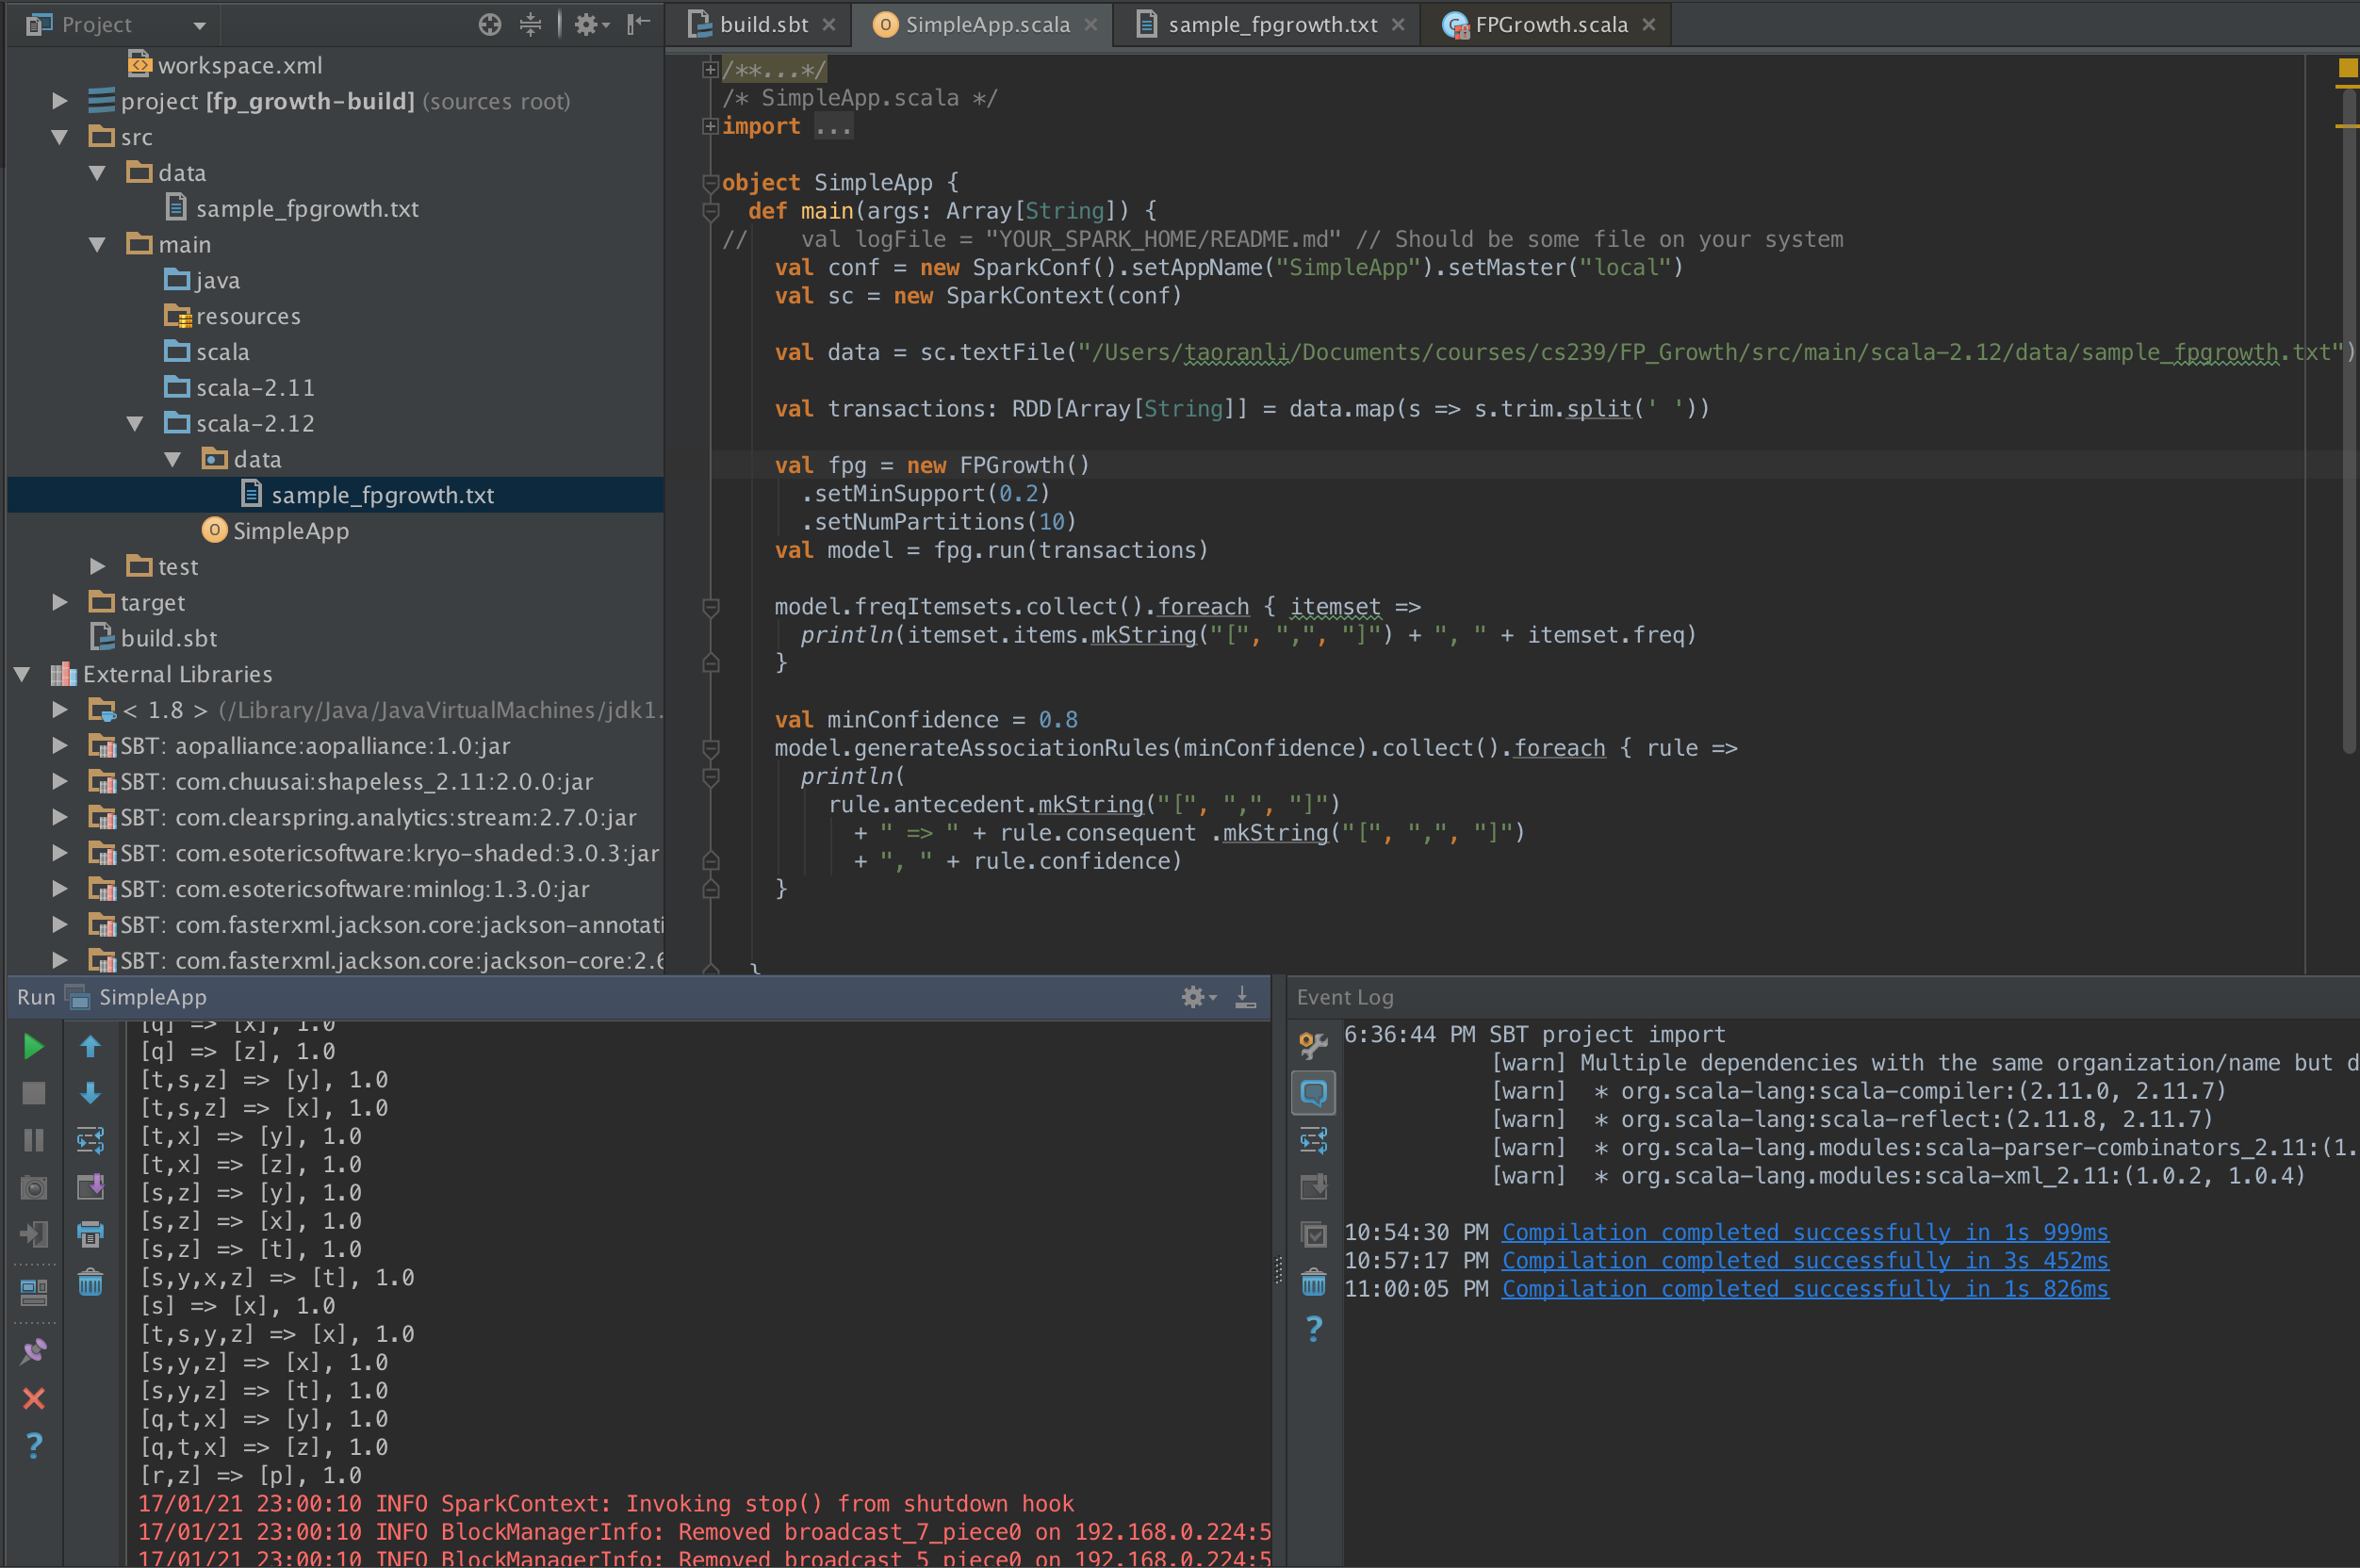 Project
workspace.xml
project [fp_growth-build] (sources root)
src
data
sample_fpgrowth.txt
main
java
resources
scala
scala-2.11
scala-2.12
data
sample_fpgrowth.txt
SimpleApp
test
target
build.sbt
External Libraries
< 1.8 > (/Library/Java/JavaVirtualMachines/jdk1.
SBT: aopalliance:aopalliance:1.0:jar
SBT: com.chuusai:shapeless_2.11:2.0.0:jar
SBT: com.clearspring.analytics:stream:2.7.0:jar
SBT: com.esotericsoftware:kryo-shaded:3.0.3:jar
SBT: com.esotericsoftware:minlog:1.3.0:jar
SBT: com.fasterxml.jackson.core:jackson-annotati
SBT: com.fasterxml.jackson.core:jackson-core:2.6
build.sbt SimpleApp.scala sample_fpgrowth.txt FPGrowth.scala
/**...*/
/* SimpleApp.scala */
import ...
object SimpleApp {
def main(args: Array[String]) {
// val logFile = "YOUR_SPARK_HOME/README.md" // Should be some file on your system
val conf = new SparkConf().setAppName("SimpleApp").setMaster("local")
val sc = new SparkContext(conf)
val data = sc.textFile("/Users/taoranli/Documents/courses/cs239/FP_Growth/src/main/scala-2.12/data/sample_fpgrowth.txt")
val transactions: RDD[Array[String]] = data.map(s => s.trim.split(' '))
val fpg = new FPGrowth()
.setMinSupport(0.2)
.setNumPartitions(10)
val model = fpg.run(transactions)
model.freqItemsets.collect().foreach { itemset =>
println(itemset.items.mkString("[", ",", "]") + ", " + itemset.freq)
}
val minConfidence = 0.8
model.generateAssociationRules(minConfidence).collect().foreach { rule =>
println(
rule.antecedent.mkString("[", ",", "]")
+ " => " + rule.consequent .mkString("[", ",", "]")
+ ", " + rule.confidence)
}
}
Run SimpleApp
[q] => [x], 1.0
[q] => [z], 1.0
[t,s,z] => [y], 1.0
[t,s,z] => [x], 1.0
[t,x] => [y], 1.0
[t,x] => [z], 1.0
[s,z] => [y], 1.0
[s,z] => [x], 1.0
[s,z] => [t], 1.0
[s,y,x,z] => [t], 1.0
[s] => [x], 1.0
[t,s,y,z] => [x], 1.0
[s,y,z] => [x], 1.0
[s,y,z] => [t], 1.0
[q,t,x] => [y], 1.0
[q,t,x] => [z], 1.0
[r,z] => [p], 1.0
17/01/21 23:00:10 INFO SparkContext: Invoking stop() from shutdown hook
17/01/21 23:00:10 INFO BlockManagerInfo: Removed broadcast_7_piece0 on 192.168.0.224:5
17/01/21 23:00:10 INFO BlockManagerInfo: Removed broadcast_5_piece0 on 192.168.0.224:5
Event Log
6:36:44 PM SBT project import
[warn] Multiple dependencies with the same organization/name but d
[warn] * org.scala-lang:scala-compiler:(2.11.0, 2.11.7)
[warn] * org.scala-lang:scala-reflect:(2.11.8, 2.11.7)
[warn] * org.scala-lang.modules:scala-parser-combinators_2.11:(1.
[warn] * org.scala-lang.modules:scala-xml_2.11:(1.0.2, 1.0.4)
10:54:30 PM Compilation completed successfully in 1s 999ms
10:57:17 PM Compilation completed successfully in 3s 452ms
11:00:05 PM Compilation completed successfully in 1s 826ms